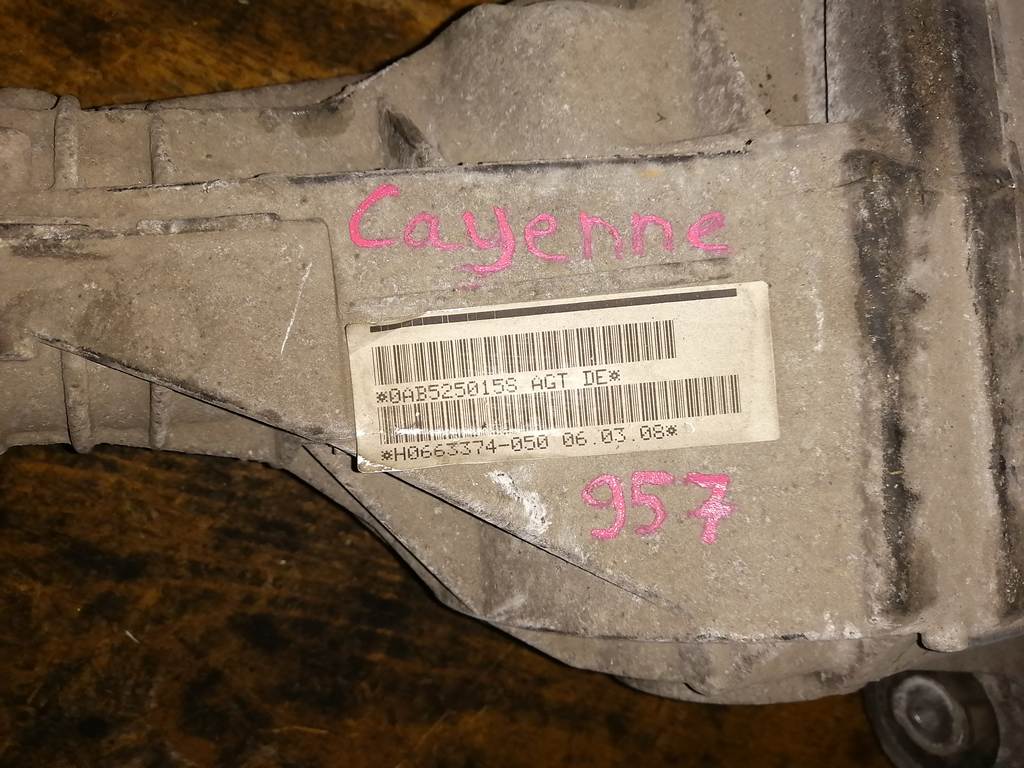 Cayenne
*0AB525015S AGT DE*
*H0663374-050 06.03.08*
957